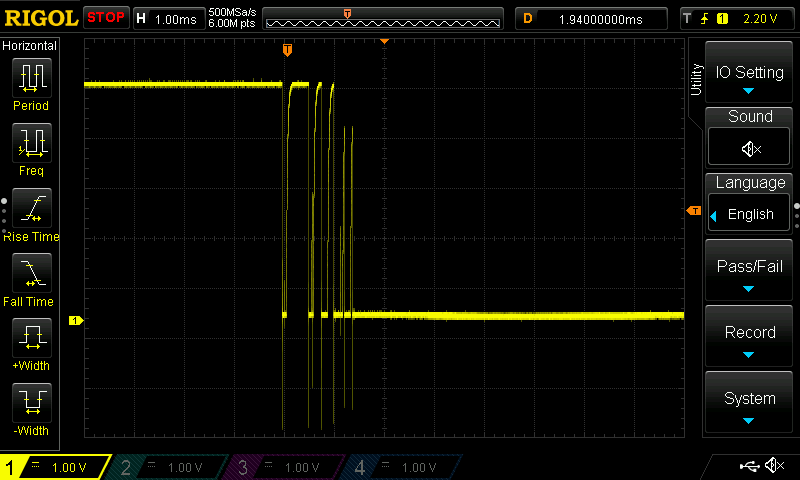 RIGOL STOP H 1.00ms 500MSa/s
6.00M pts T D 1.94000000ms T 1 2.20 V
Horizontal
Period
Freq
Rise Time
Fall Time
+Width
-Width
T
T
1
Utility
IO Setting
Sound
Language
English
Pass/Fail
Record
System
1 1.00 V 2 1.00 V 3 1.00 V 4 1.00 V